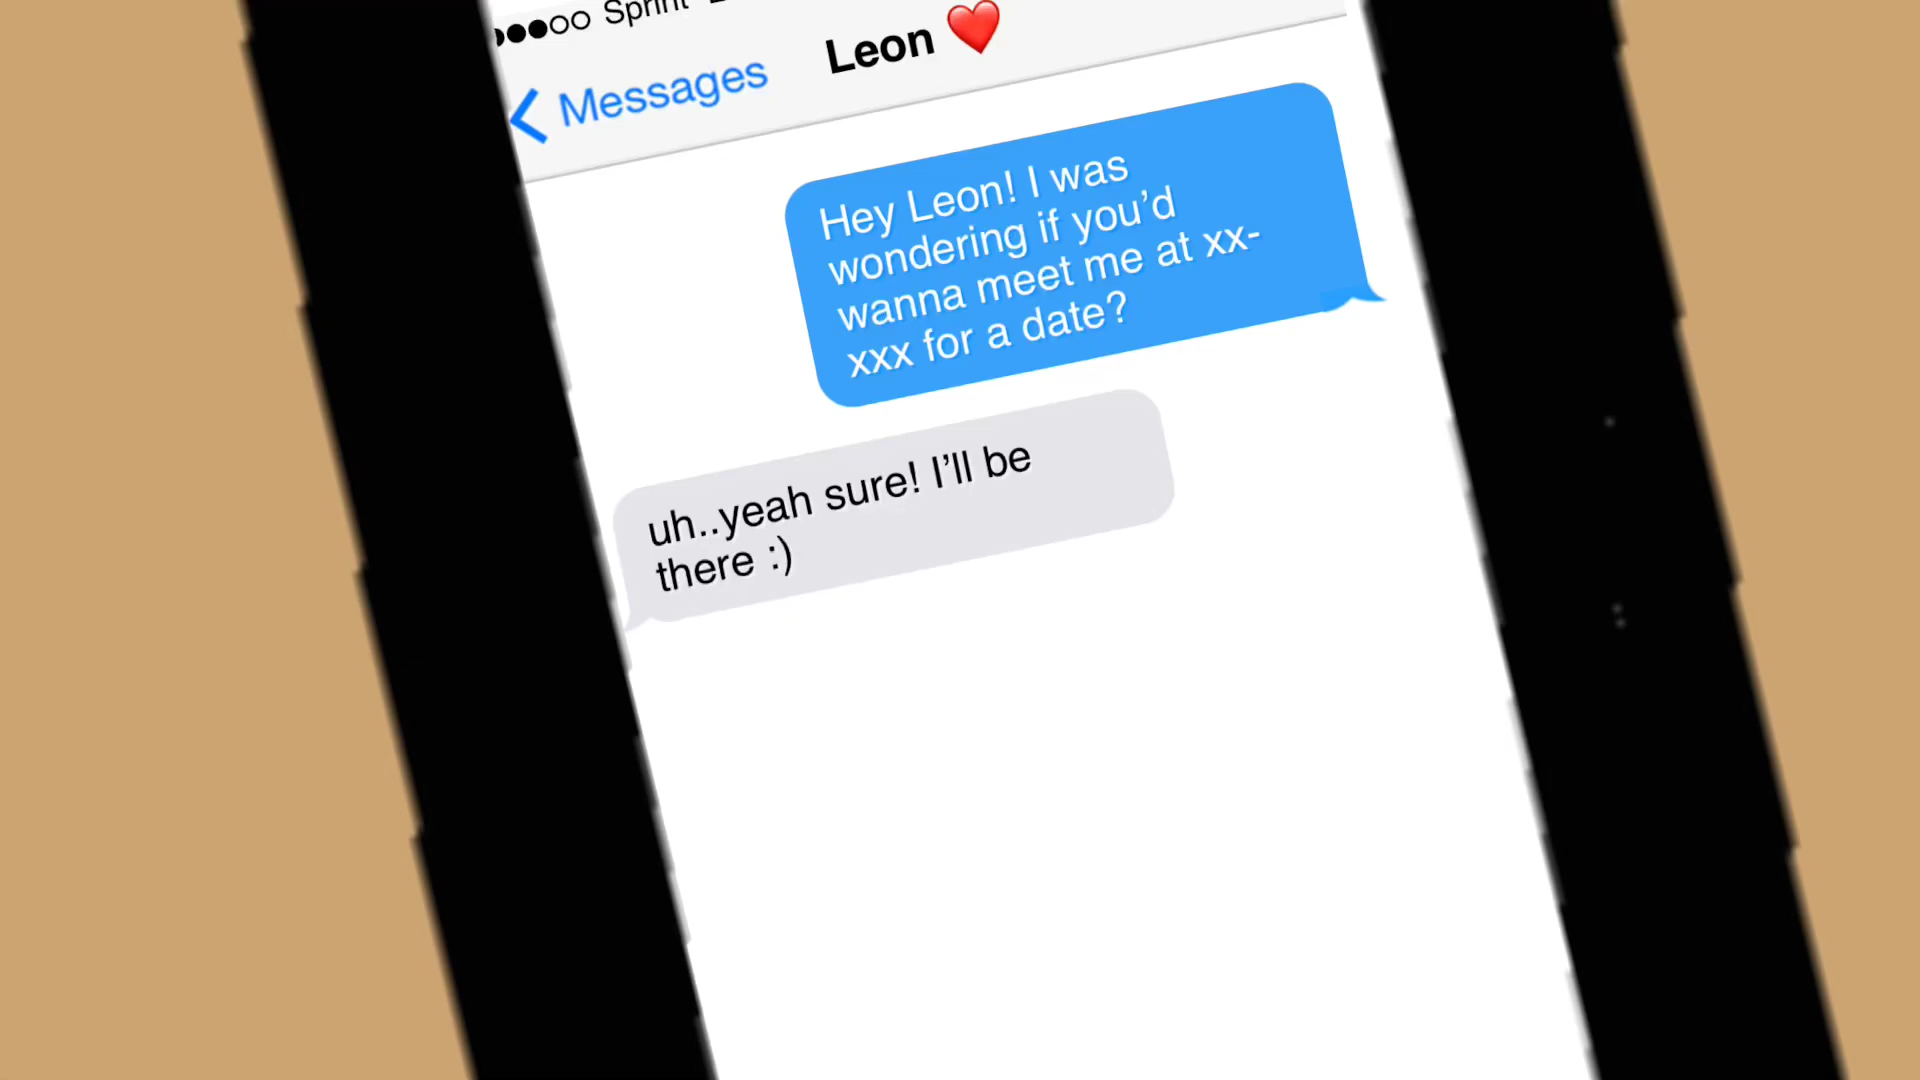 Sprint
Messages
Leon ❤️
Hey Leon! I was
wondering if you’d
wanna meet me at xx-
xxx for a date?
uh..yeah sure! I’ll be
there :)